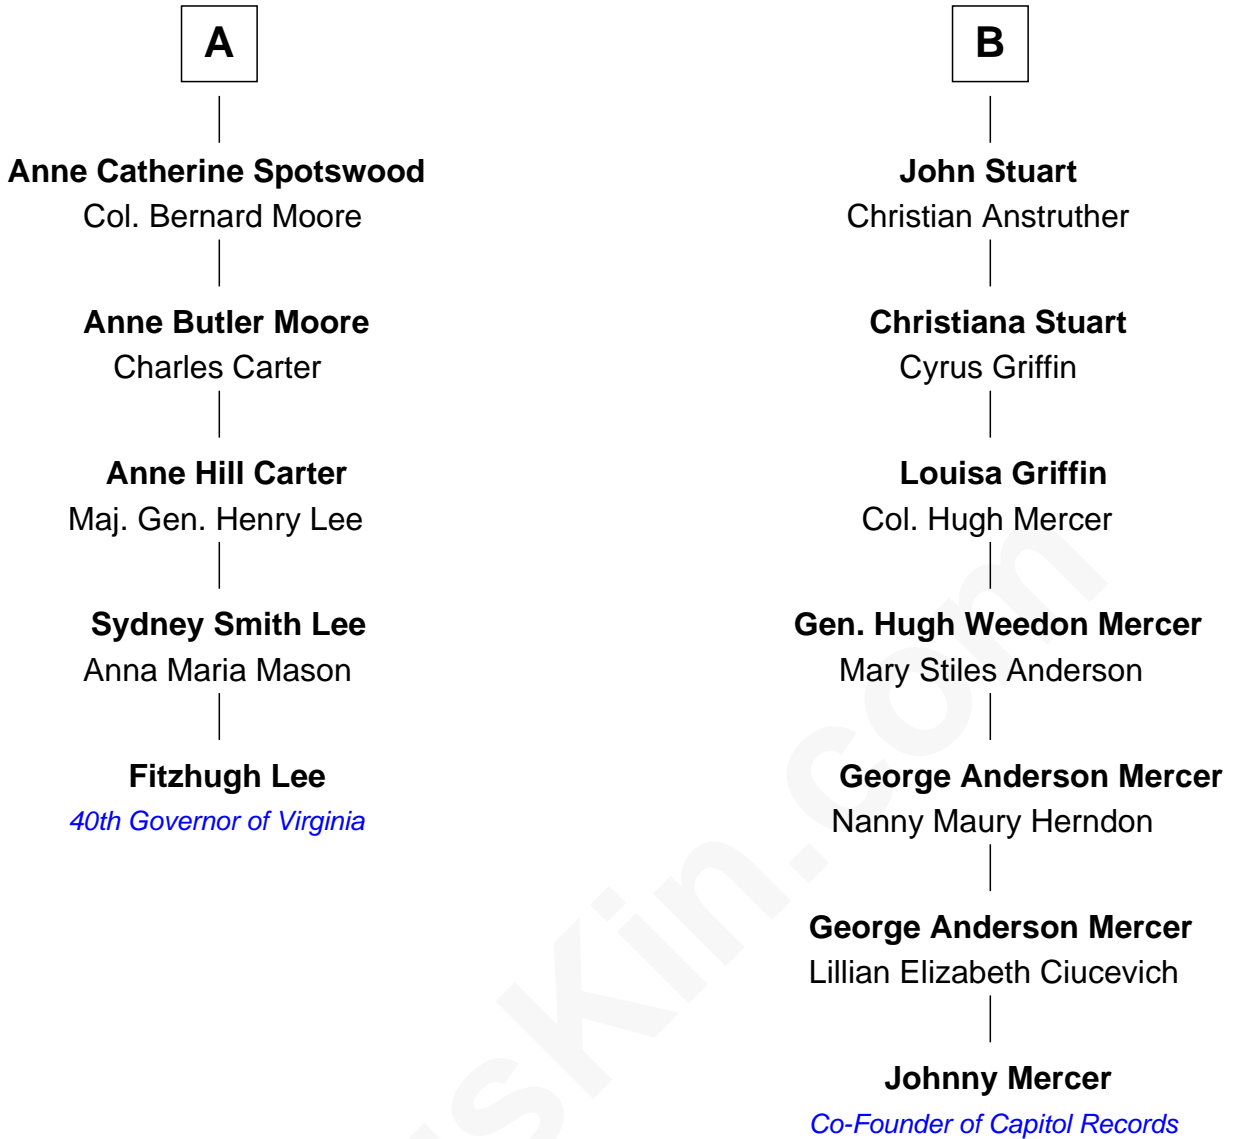 A
Anne Catherine Spotswood
Col. Bernard Moore
Anne Butler Moore
Charles Carter
Anne Hill Carter
Maj. Gen. Henry Lee
Sydney Smith Lee
Anna Maria Mason
Fitzhugh Lee
40th Governor of Virginia
B
John Stuart
Christian Anstruther
Christiana Stuart
Cyrus Griffin
Louisa Griffin
Col. Hugh Mercer
Gen. Hugh Weedon Mercer
Mary Stiles Anderson
George Anderson Mercer
Nanny Maury Herndon
George Anderson Mercer
Lillian Elizabeth Ciucevich
Johnny Mercer
Co-Founder of Capitol Records